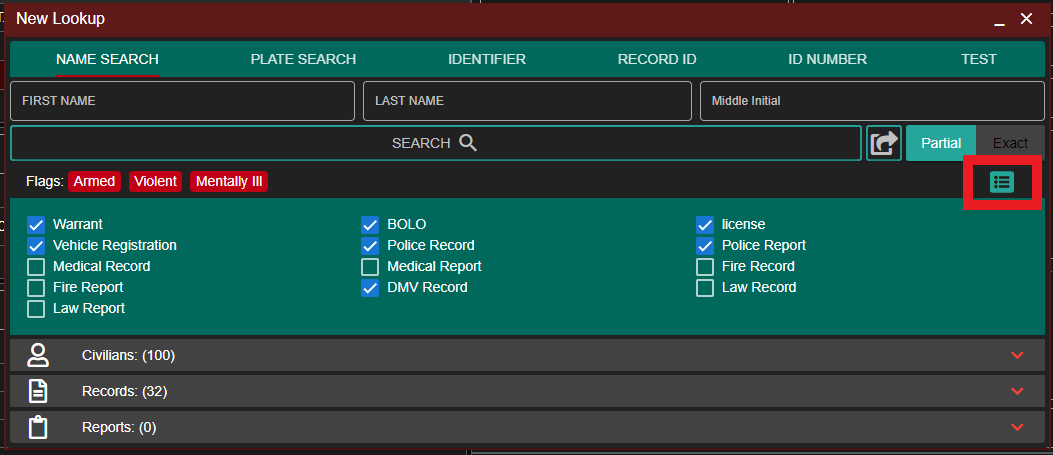 New Lookup
NAME SEARCH PLATE SEARCH IDENTIFIER RECORD ID ID NUMBER TEST
FIRST NAME LAST NAME Middle Initial
SEARCH Partial Exact
Flags: Armed Violent Mentally Ill
Warrant BOLO license
Vehicle Registration Police Record Police Report
Medical Record Medical Report Fire Record
Fire Report DMV Record Law Record
Law Report
Civilians: (100)
Records: (32)
Reports: (0)